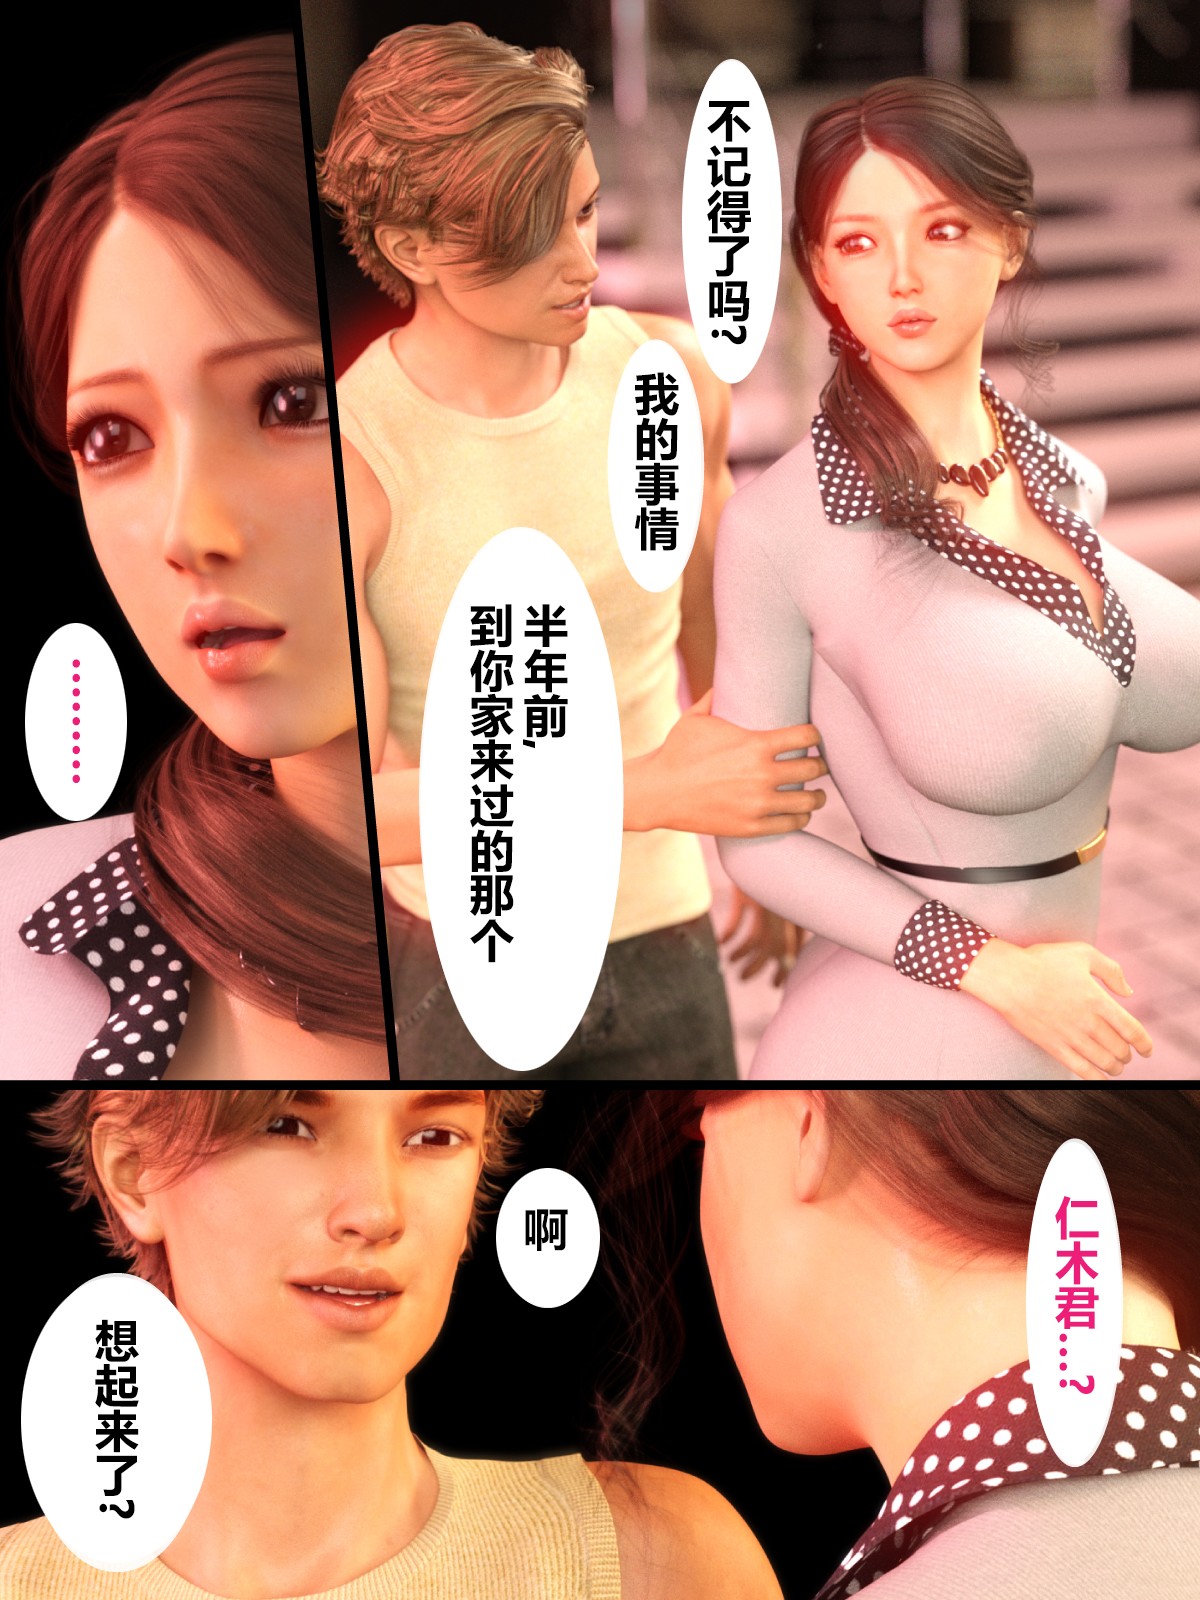 不记得了吗?
我的事情
半年前,
到你家来过的那个
…………
仁木君…?
啊
想起来了?